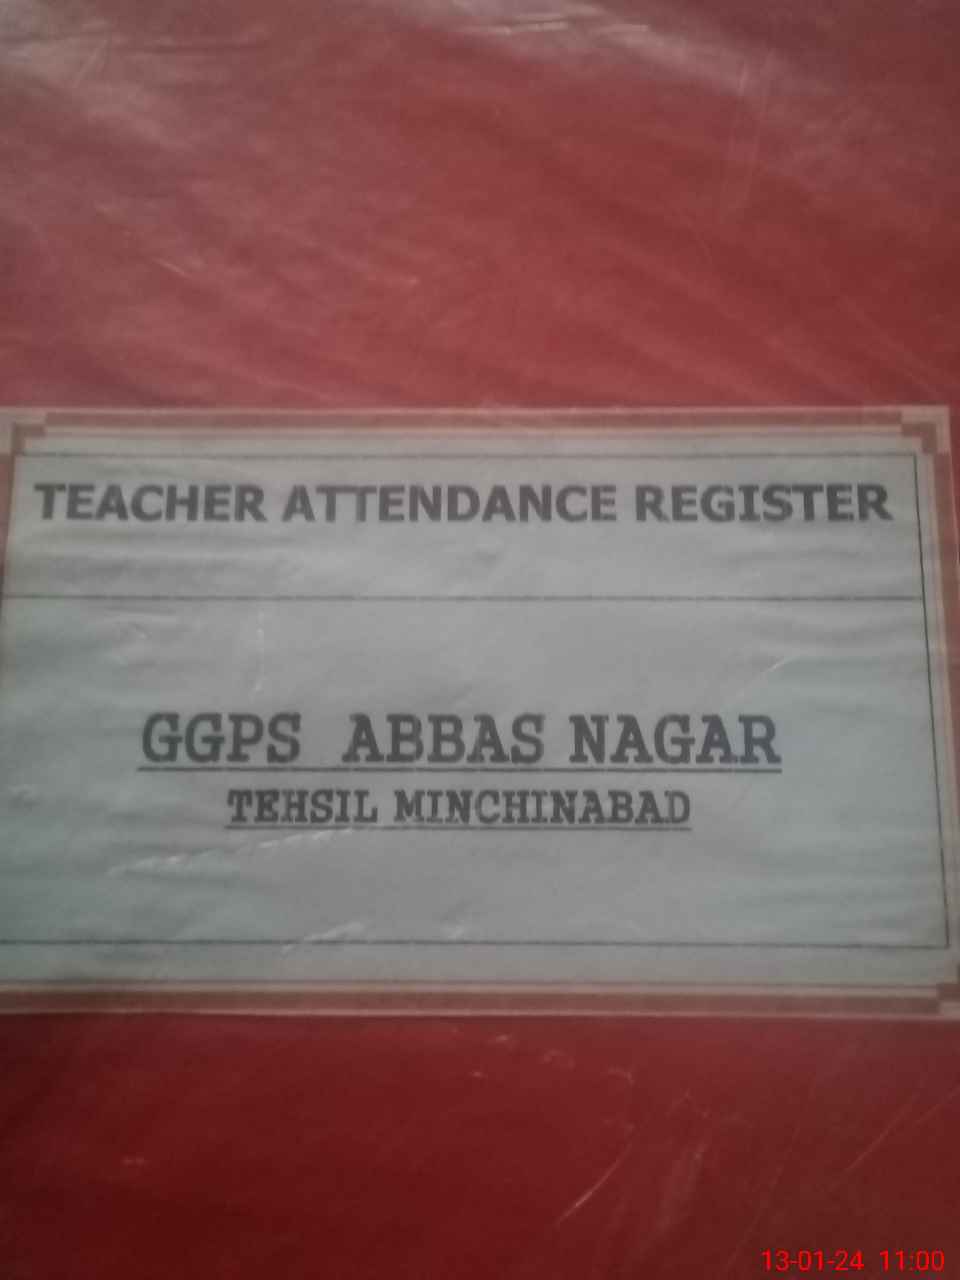 TEACHER ATTENDANCE REGISTER
GGPS ABBAS NAGAR
TEHSIL MINCHINABAD
13-01-24 11:00